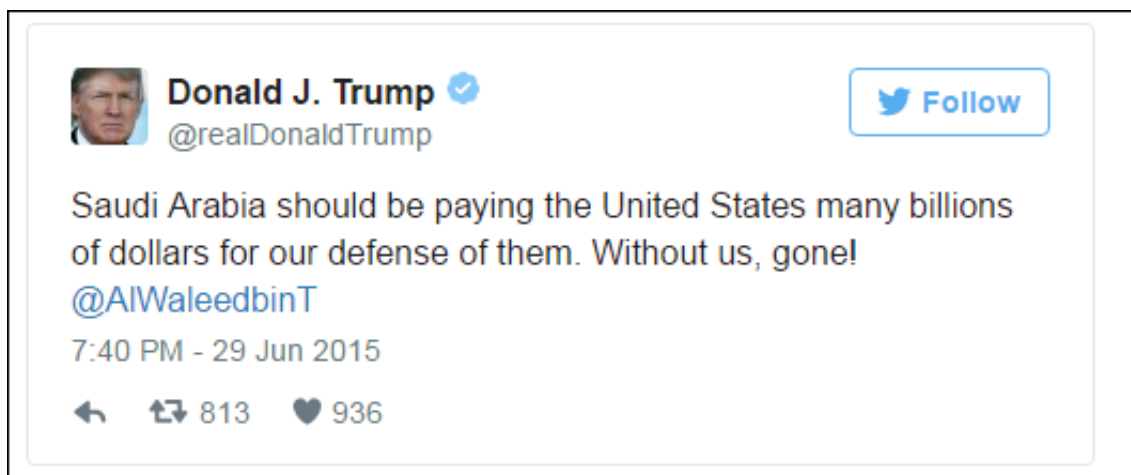 Donald J. Trump
Follow
@realDonaldTrump
Saudi Arabia should be paying the United States many billions
of dollars for our defense of them. Without us, gone!
@AlWaleedbinT
7:40 PM - 29 Jun 2015
813 936